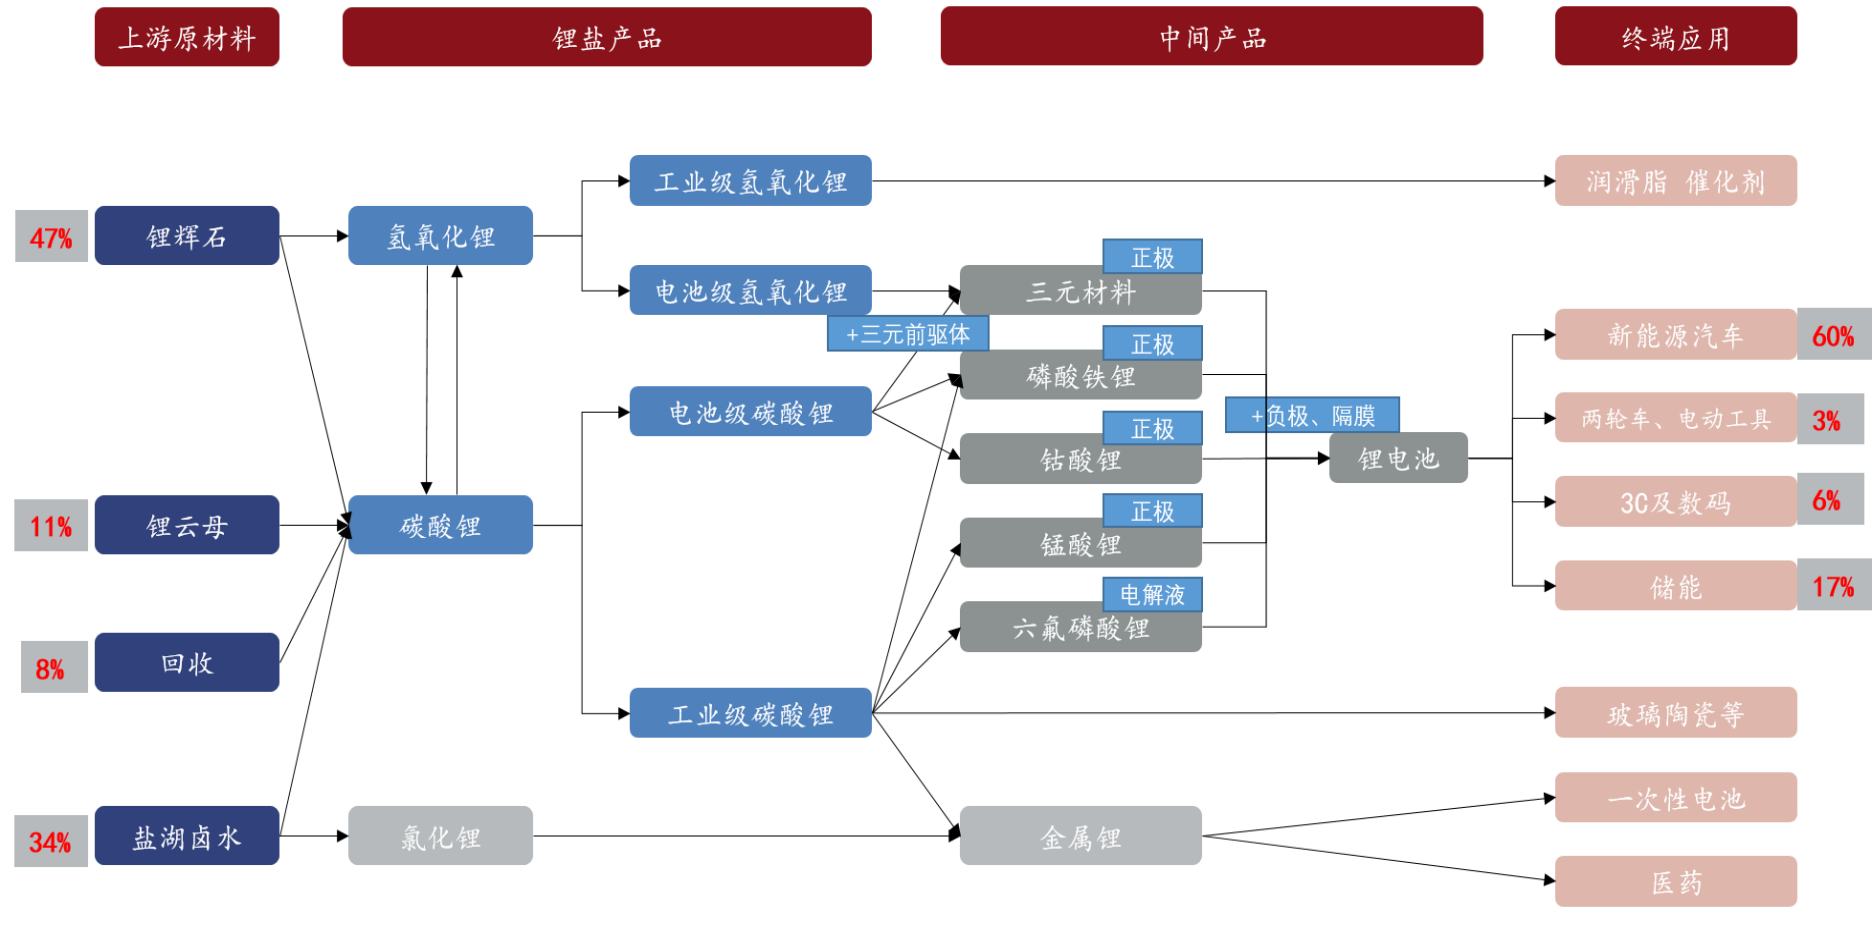 上游原材料
锂盐产品
中间产品
终端应用
工业级氢氧化锂
润滑脂 催化剂
47%
锂辉石
氢氧化锂
电池级氢氧化锂
正极
三元材料
+三元前驱体
正极
磷酸铁锂
新能源汽车
60%
电池级碳酸锂
正极
钴酸锂
+负极、隔膜
锂电池
两轮车、电动工具
3%
11%
锂云母
碳酸锂
正极
锰酸锂
3C及数码
6%
电解液
六氟磷酸锂
储能
17%
8%
回收
工业级碳酸锂
玻璃陶瓷等
34%
盐湖卤水
氯化锂
金属锂
一次性电池
医药